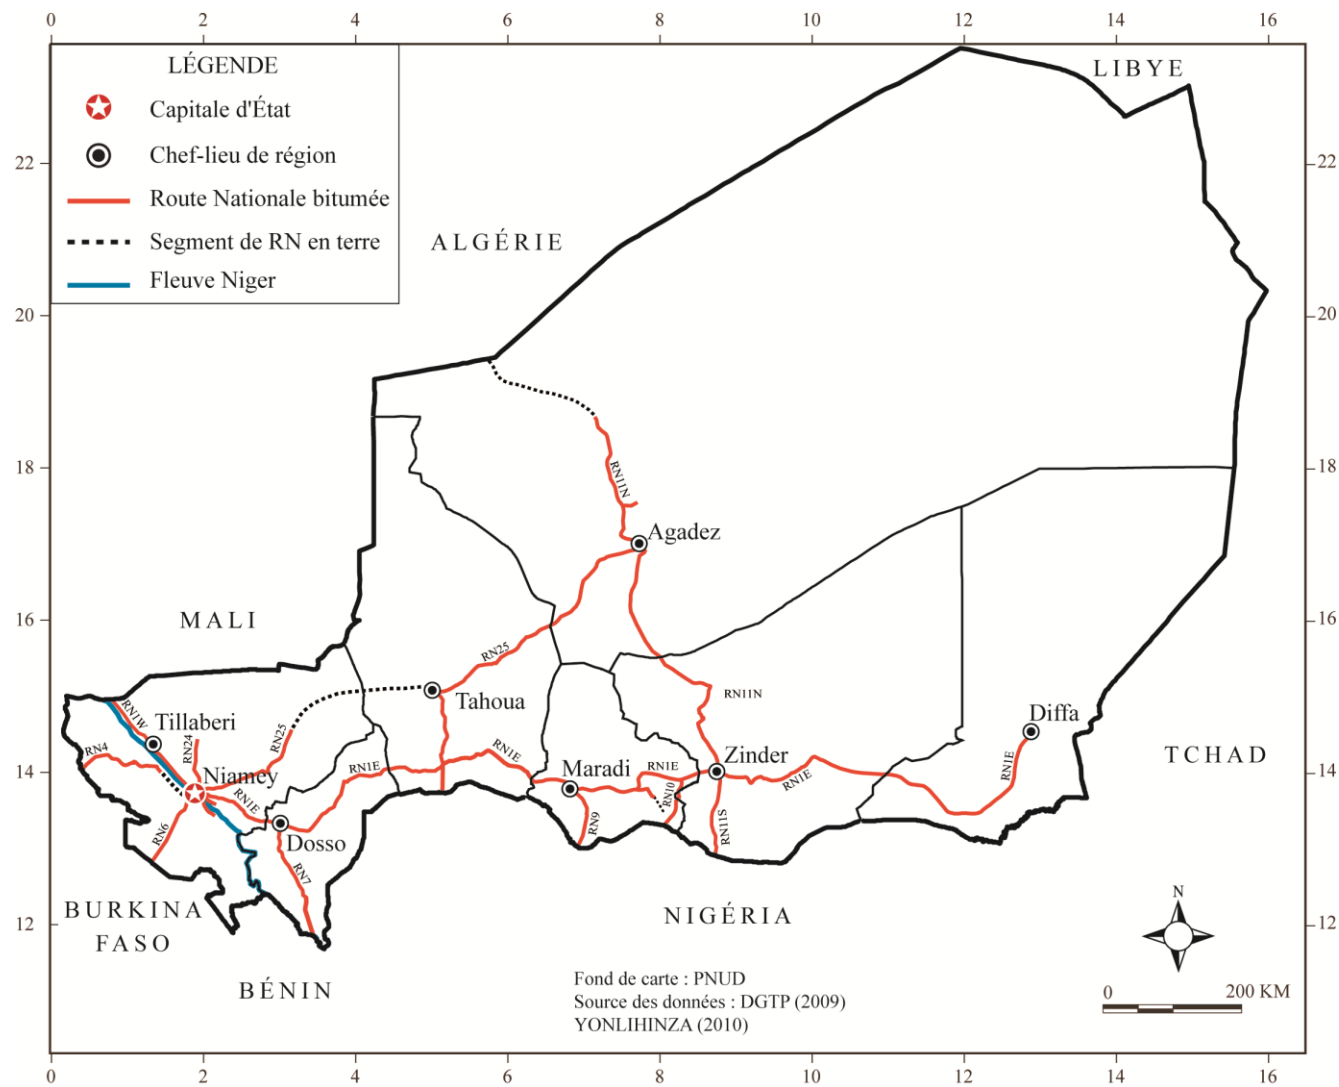 0 2 4 6 8 10 12 14 16
LÉGENDE
Capitale d'État
Chef-lieu de région
Route Nationale bitumée
Segment de RN en terre
Fleuve Niger
LIBYE
22 22
ALGÉRIE
20 20
18 18
RN11N
Agadez
16 16
MALI
RN25
Tahoua
RN11N
RN1W
Tillaberi
RN24
RN25
Diffa
TCHAD
RN4
RN1E
RN1E
Zinder
14 14
Niamey
Maradi
RN1E
RN1E
RN1E
RN10
RN1E
Dosso
RN6
RN9
RN11S
RN7
12 12
BURKINA
FASO
NIGÉRIA
N
BÉNIN
Fond de carte : PNUD
Source des données : DGTP (2009)
YONLIHINZA (2010)
0 200 KM
0 2 4 6 8 10 12 14 16